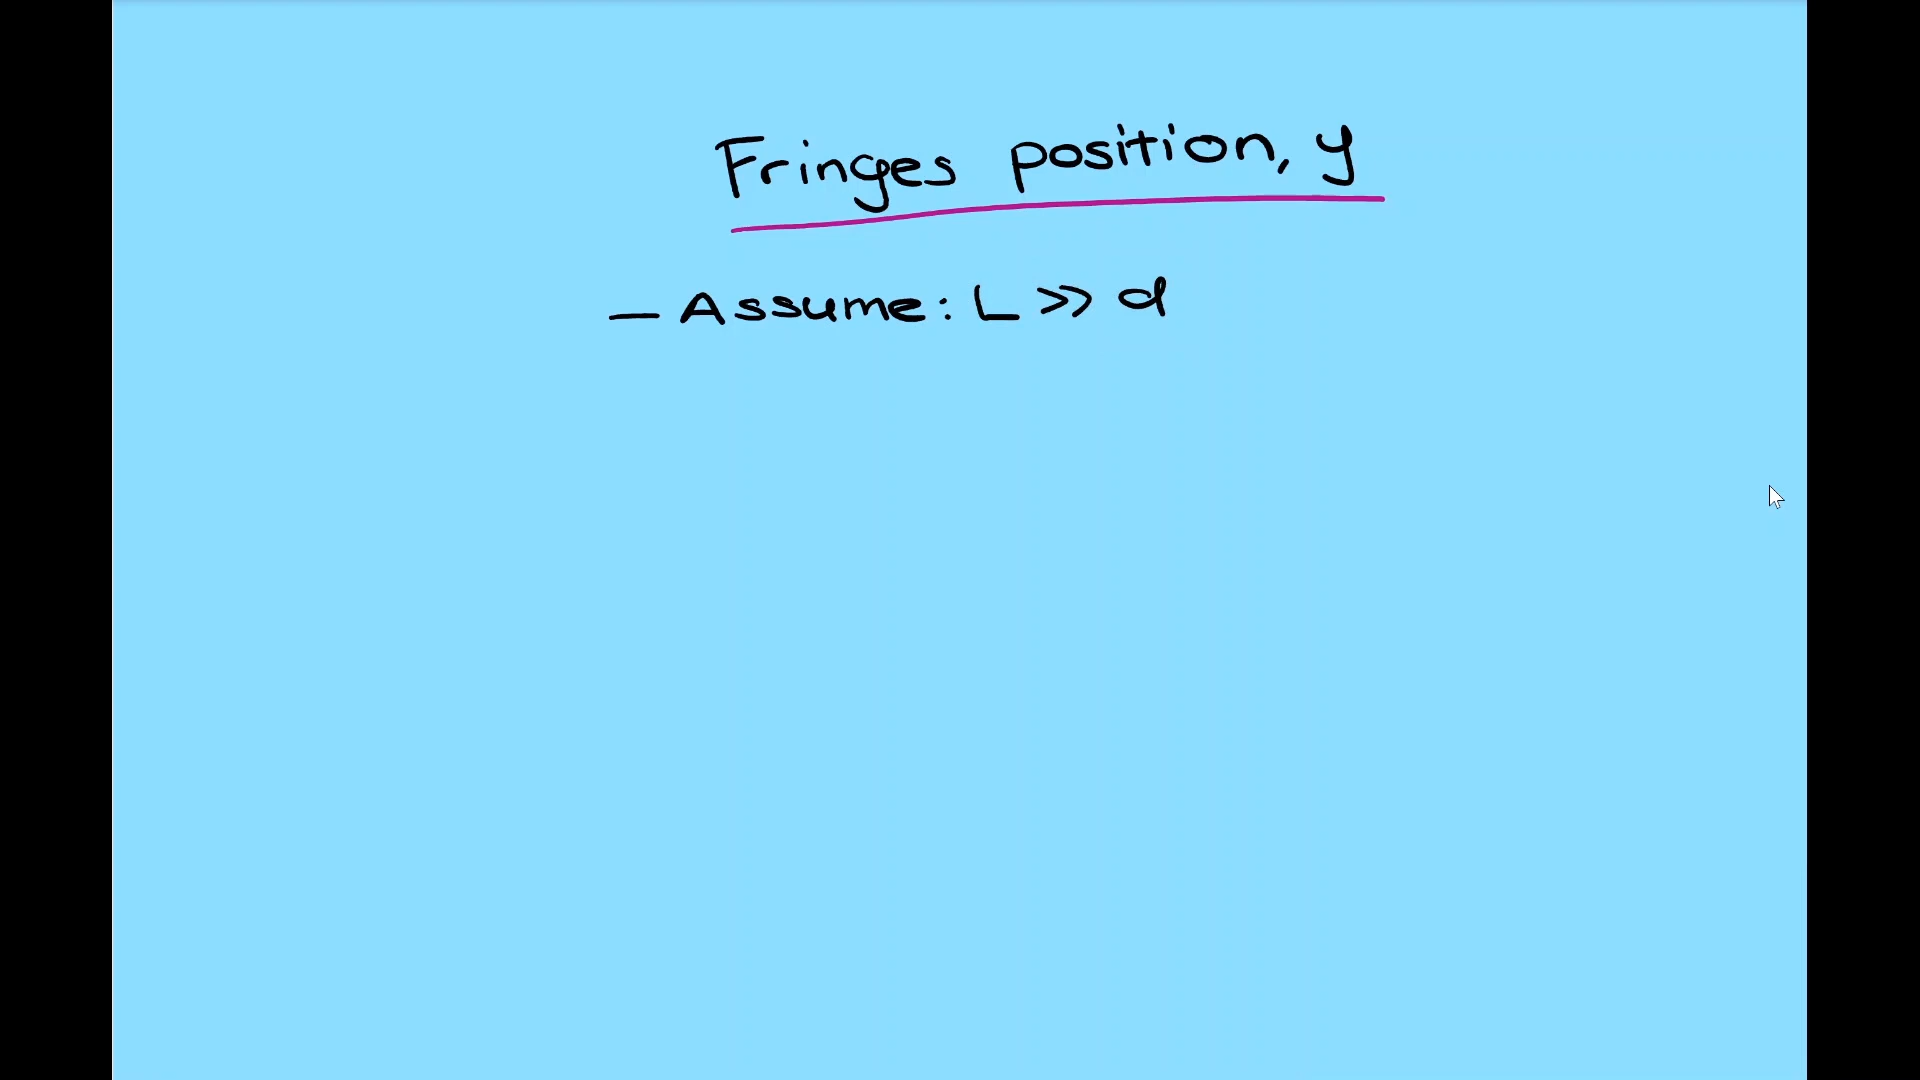 Fringes position, y
- Assume: L >> d